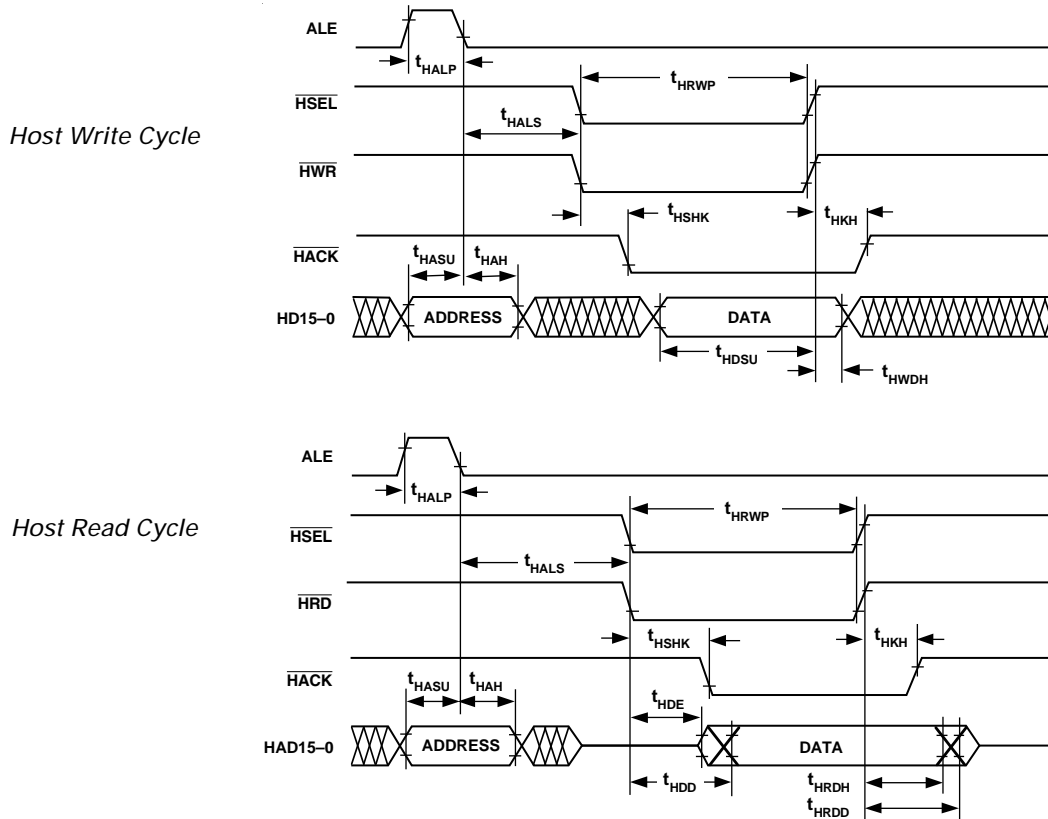 ALE
tHALP
tHRWP
HSEL
tHALS
Host Write Cycle
HWR
tHSHK
tHKH
HACK
tHASU
tHAH
HD15–0
ADDRESS
DATA
tHDSU
tHWDH
ALE
tHALP
Host Read Cycle
HSEL
tHRWP
tHALS
HRD
tHSHK
tHKH
HACK
tHASU
tHAH
tHDE
HAD15–0
ADDRESS
DATA
tHDD
tHRDH
tHRDD